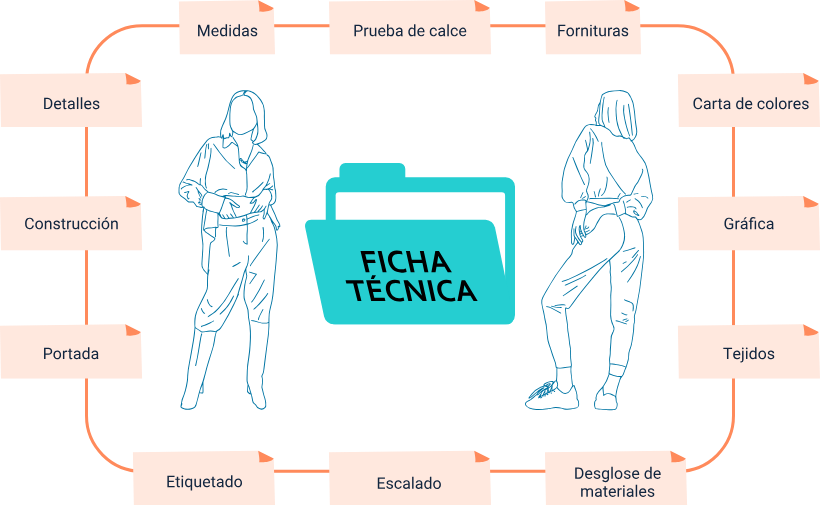 Medidas
Prueba de calce
Fornituras
Detalles
Carta de colores
Construcción
Gráfica
FICHA
TÉCNICA
Portada
Tejidos
Etiquetado
Escalado
Desglose de
materiales